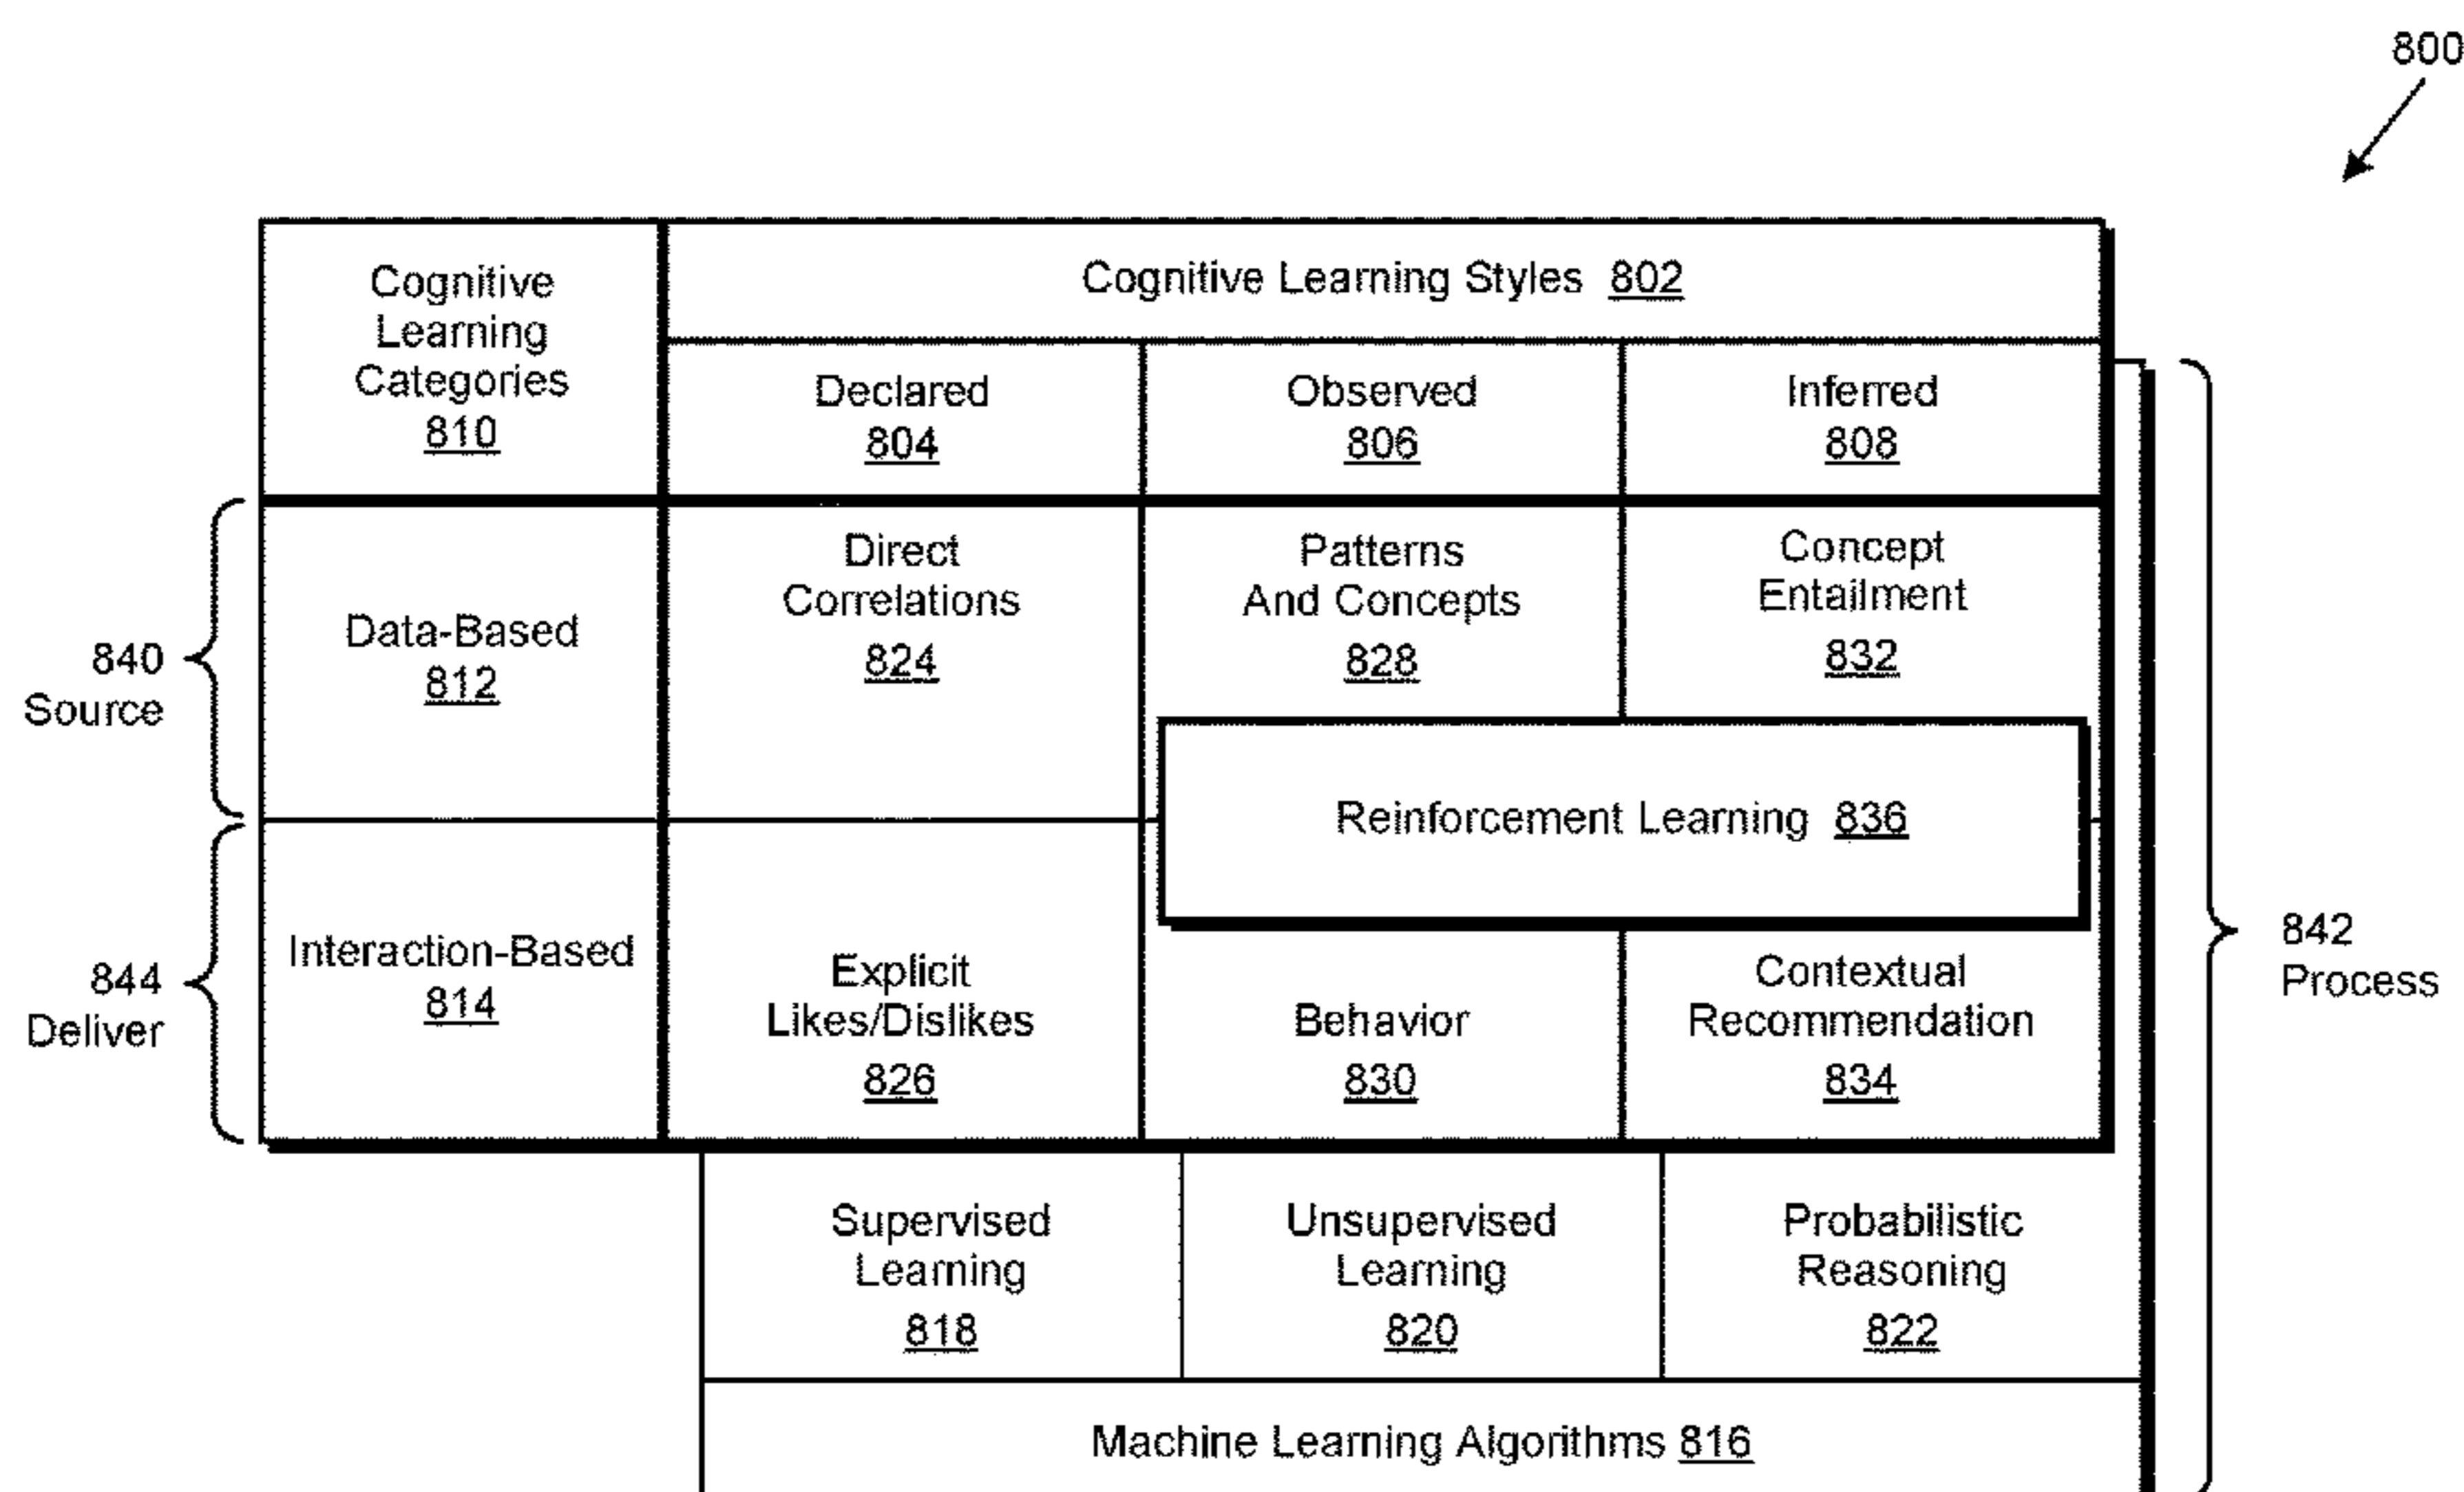 800
Cognitive
Learning
Categories
810
Cognitive Learning Styles 802
Declared
804
Observed
806
Inferred
808
840
Source
Data-Based
812
Direct
Correlations
824
Patterns
And Concepts
828
Concept
Entailment
832
Reinforcement Learning 836
844
Deliver
Interaction-Based
814
Explicit
Likes/Dislikes
826
Behavior
830
Contextual
Recommendation
834
842
Process
Supervised
Learning
818
Unsupervised
Learning
820
Probabilistic
Reasoning
822
Machine Learning Algorithms 816